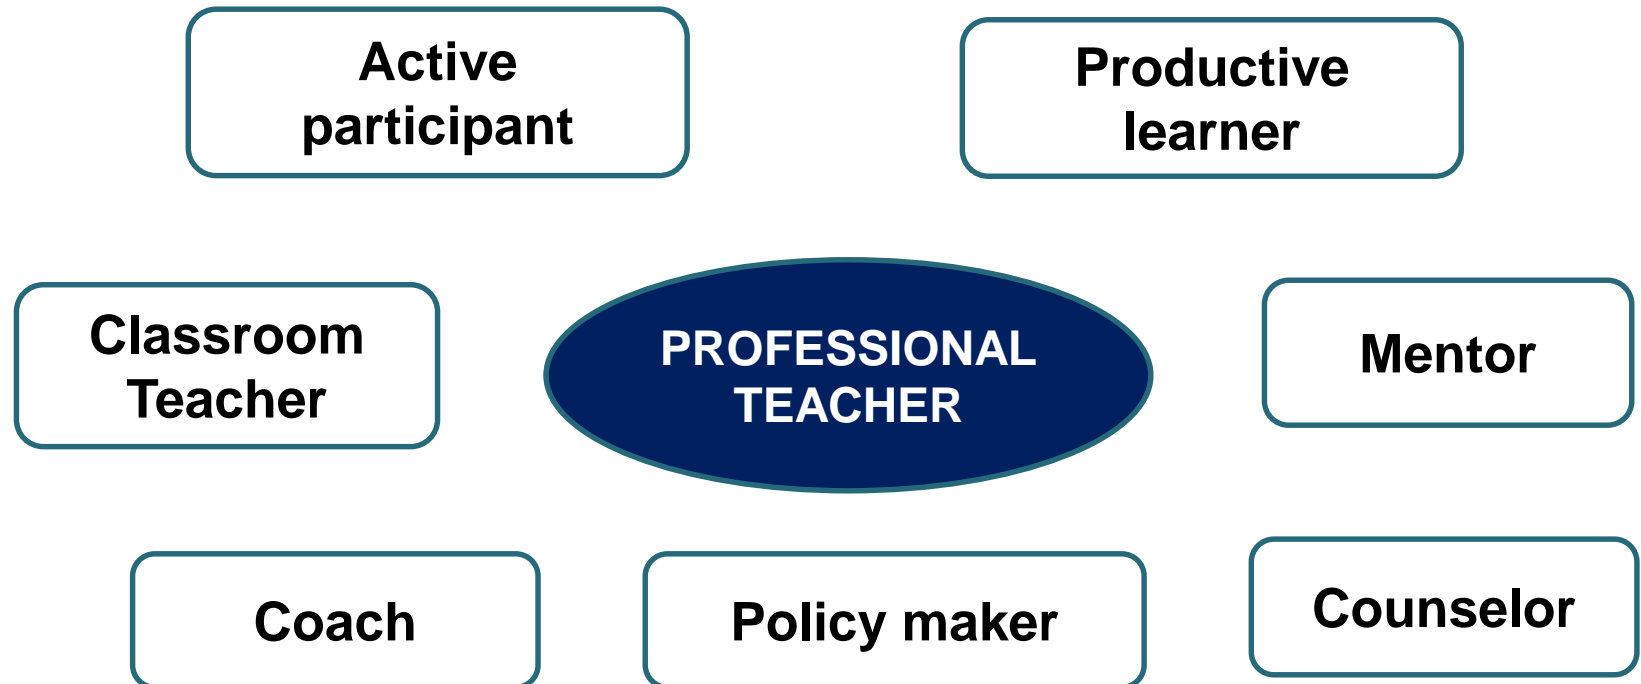 Active
participant
Productive
learner
Classroom
Teacher
PROFESSIONAL
TEACHER
Mentor
Coach
Policy maker
Counselor